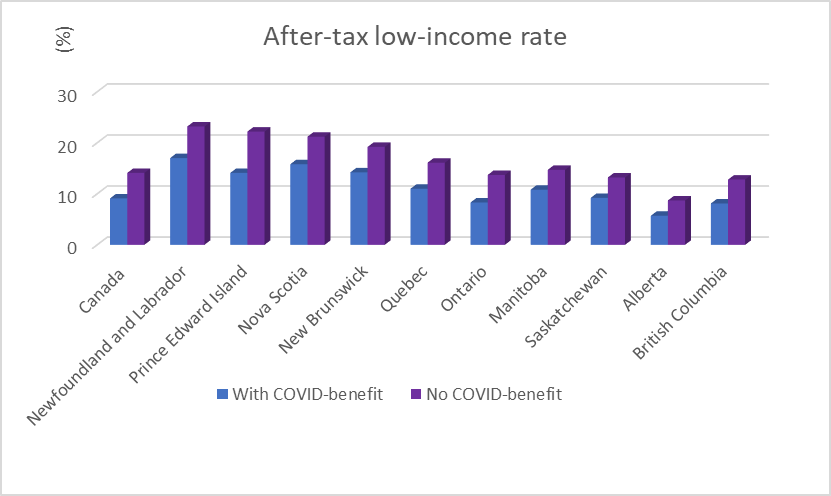 (%)
After-tax low-income rate
30
20
10
0
Canada
Newfoundland and Labrador
Prince Edward Island
Nova Scotia
New Brunswick
Quebec
Ontario
Manitoba
Saskatchewan
Alberta
British Columbia
With COVID-benefit
No COVID-benefit